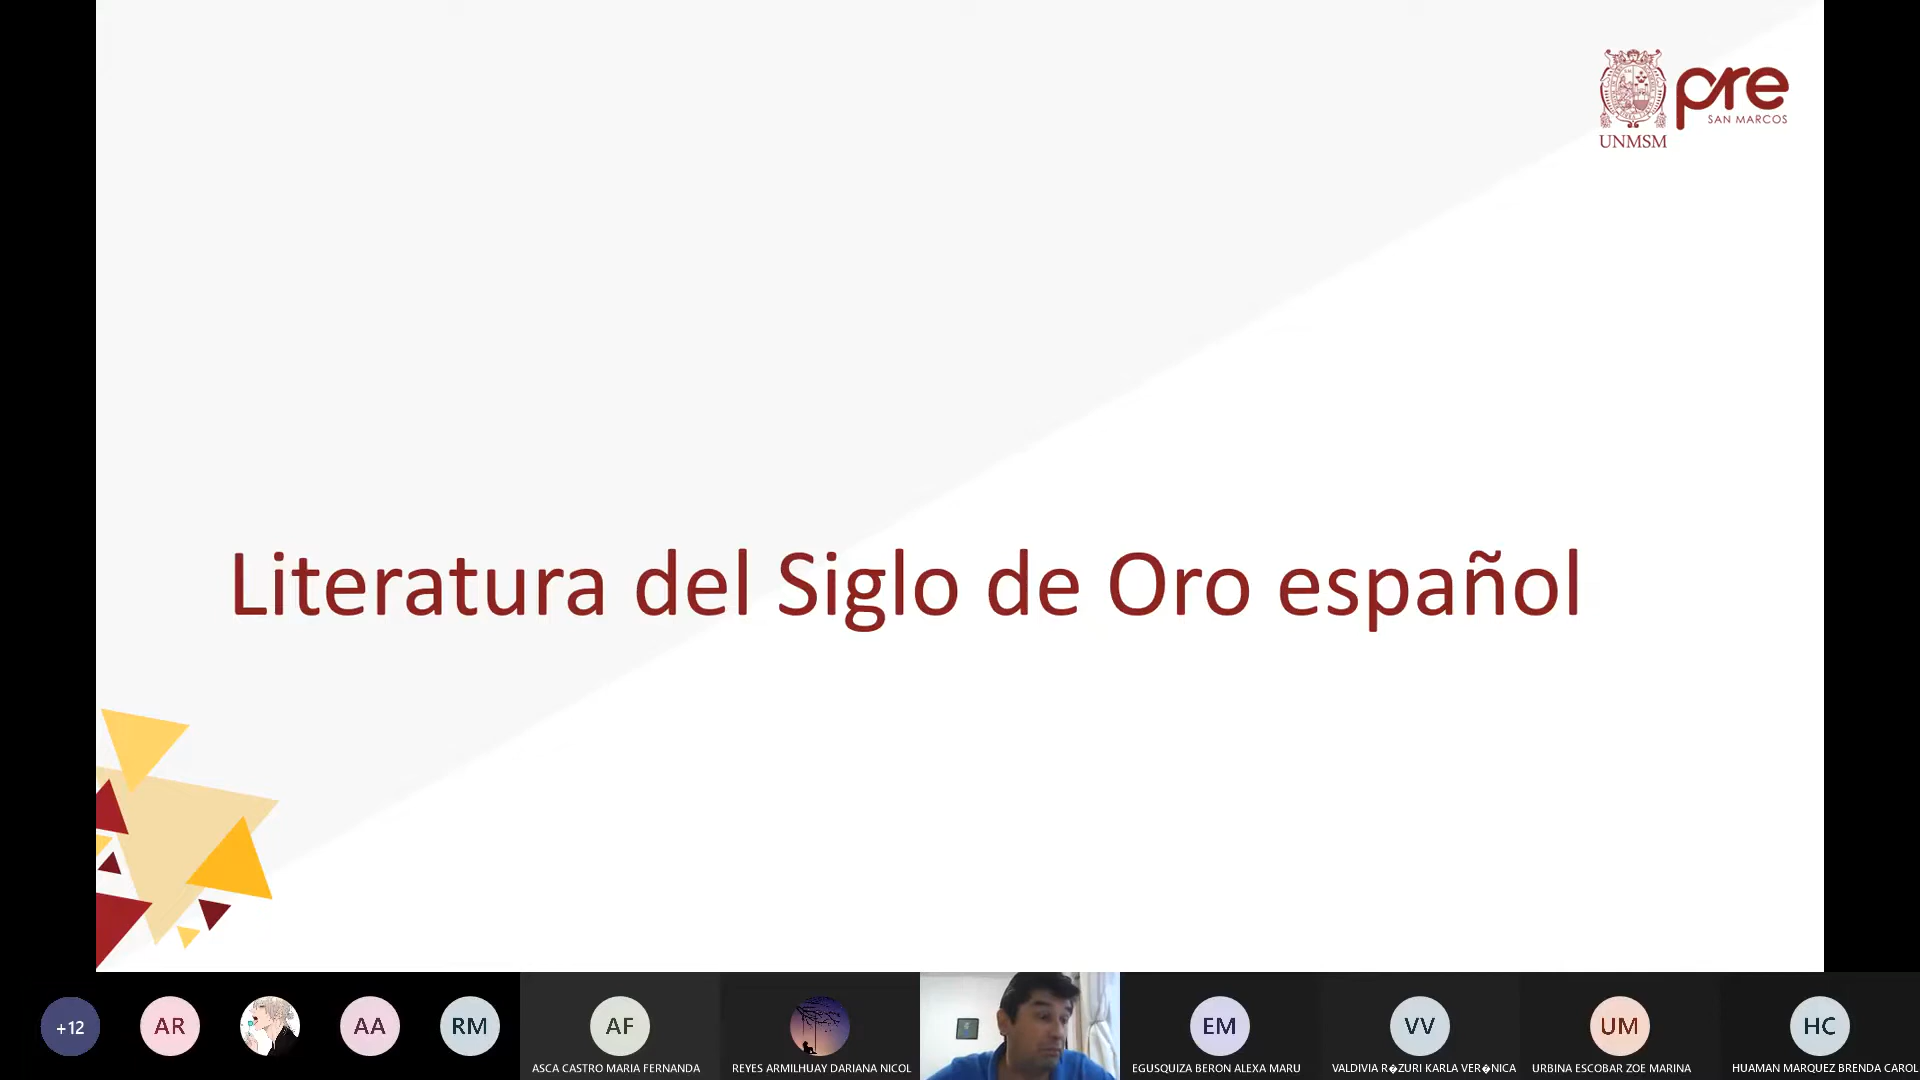 pre
SAN MARCOS
UNMSM
Literatura del Siglo de Oro español
+12
AR
AA
RM
AF
EM
VV
UM
HC
ASCA CASTRO MARIA FERNANDA
REYES ARMILHUAY DARIANA NICOL
EGUSQUIZA BERON ALEXA MARU
VALDIVIA R�ZURI KARLA VER�NICA
URBINA ESCOBAR ZOE MARINA
HUAMAN MARQUEZ BRENDA CAROL